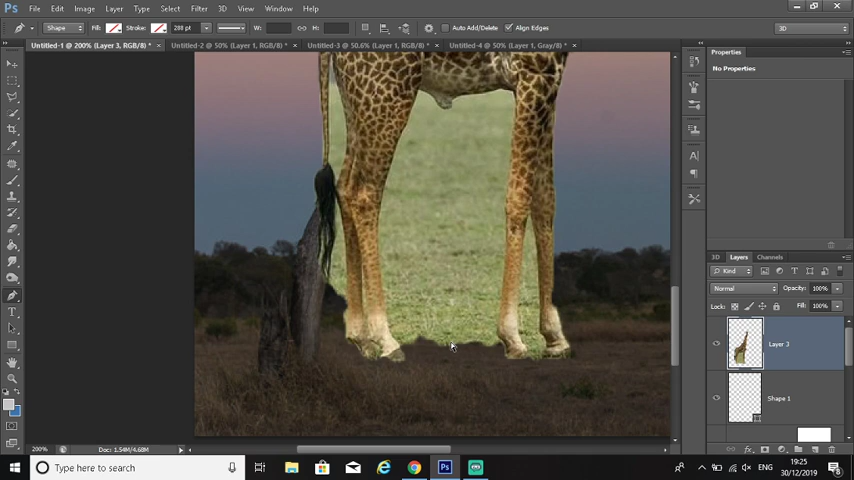 Ps File Edit Image Layer Type Select Filter 3D View Window Help
Shape Fill: Stroke: 288 pt W: H: Auto Add/Delete Align Edges 3D
Untitled-1 @ 200% (Layer 3, RGB/8) * × Untitled-2 @ 50% (Layer 1, RGB/8) * × Untitled-3 @ 50.6% (Layer 1, RGB/8) * × Untitled-4 @ 50% (Layer 1, Gray/8) * ×
Properties
No Properties
3D Layers Channels
Kind
Normal Opacity: 100%
Lock: Fill: 100%
Layer 3
Shape 1
200% Doc: 1.54M/4.68M
Type here to search
Ps
ENG
19:25
30/12/2019